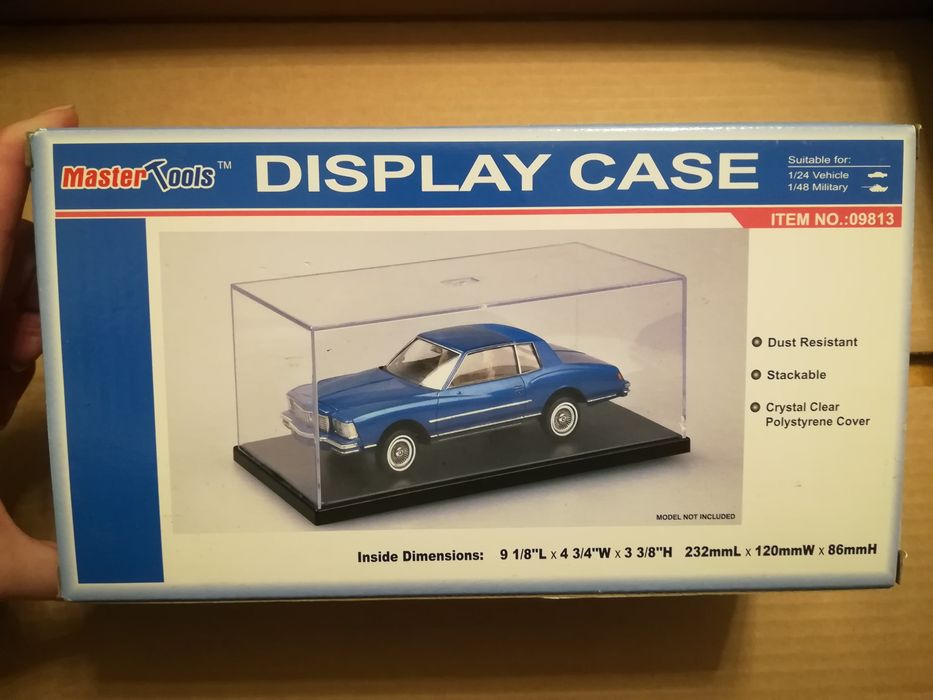 MasterTools™
DISPLAY CASE
Suitable for:
1/24 Vehicle
1/48 Military
ITEM NO.:09813
Dust Resistant
Stackable
Crystal Clear
Polystyrene Cover
MODEL NOT INCLUDED
Inside Dimensions: 9 1/8"L x 4 3/4"W x 3 3/8"H 232mmL x 120mmW x 86mmH